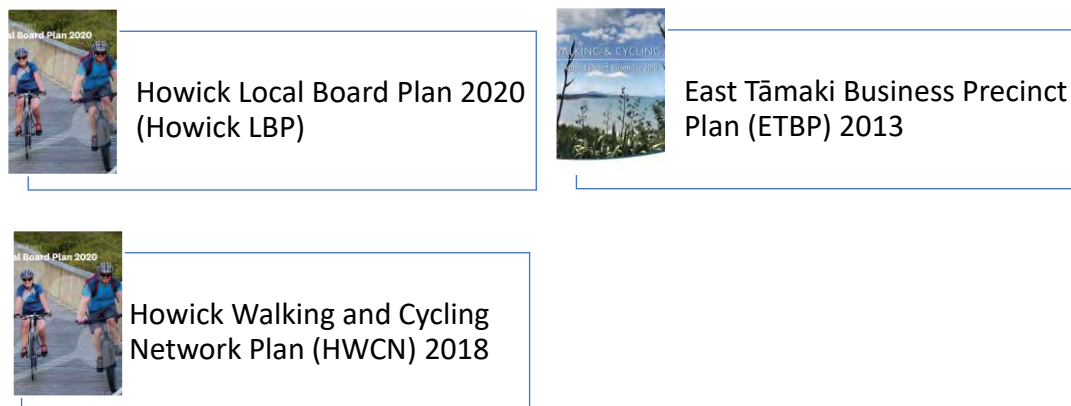 al Board Plan 2020
Howick Local Board Plan 2020
(Howick LBP)
WALKING & CYCLING
East Tāmaki Business Precinct
Plan (ETBP) 2013
al Board Plan 2020
Howick Walking and Cycling
Network Plan (HWCN) 2018